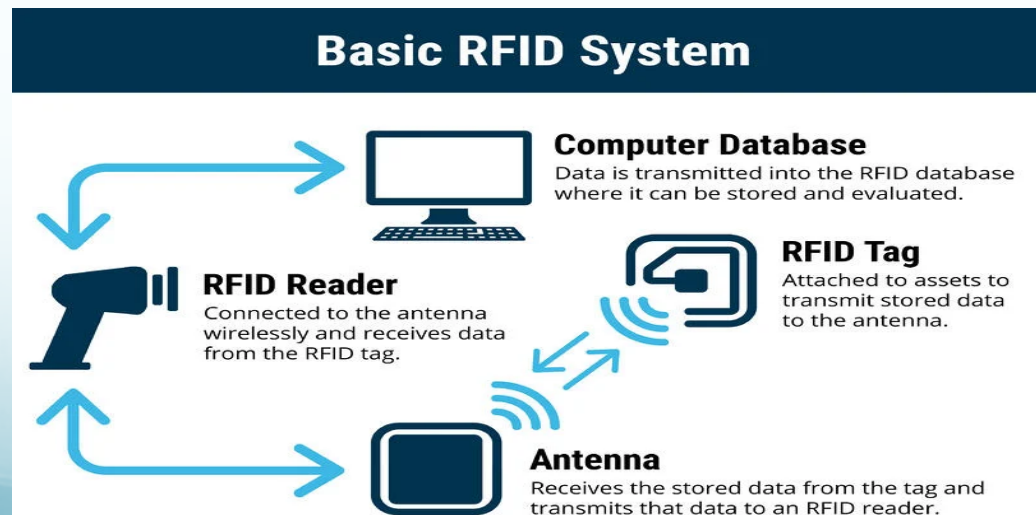 Basic RFID System
Computer Database
Data is transmitted into the RFID database
where it can be stored and evaluated.
RFID Tag
Attached to assets to
transmit stored data
to the antenna.
RFID Reader
Connected to the antenna
wirelessly and receives data
from the RFID tag.
Antenna
Receives the stored data from the tag and
transmits that data to an RFID reader.